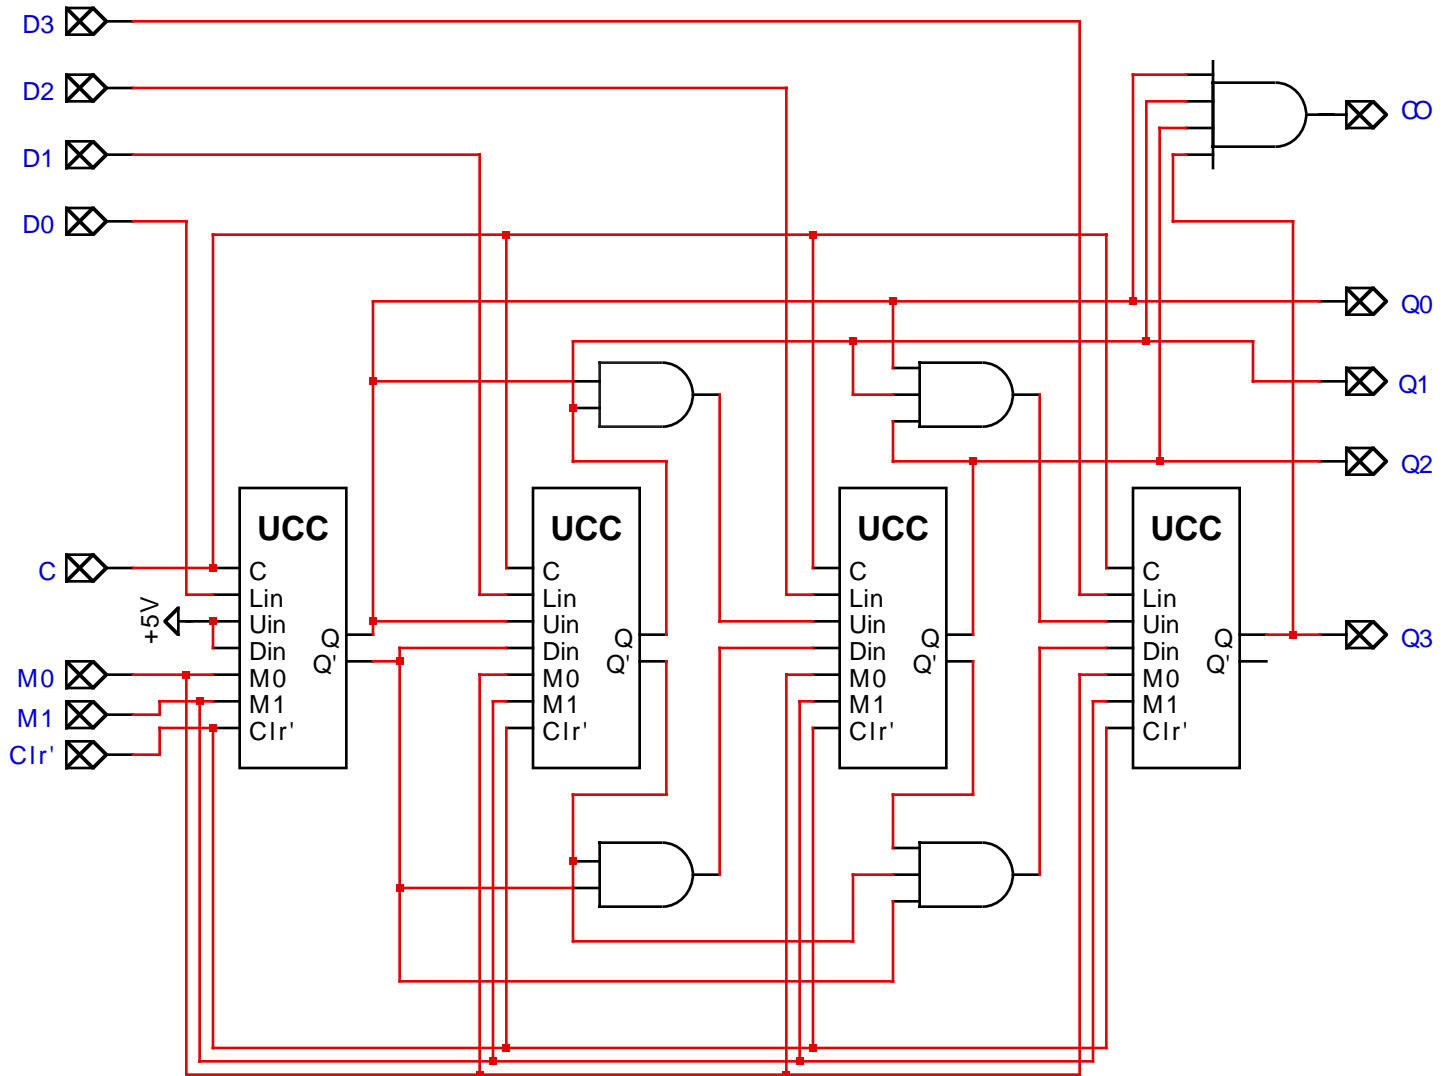 D3
D2
D1
D0
CO
Q0
Q1
Q2
Q3
C
+5V
M0
M1
Clr'
UCC
C
Lin
Uin
Din
M0
M1
Clr'
Q
Q'
UCC
C
Lin
Uin
Din
M0
M1
Clr'
Q
Q'
UCC
C
Lin
Uin
Din
M0
M1
Clr'
Q
Q'
UCC
C
Lin
Uin
Din
M0
M1
Clr'
Q
Q'